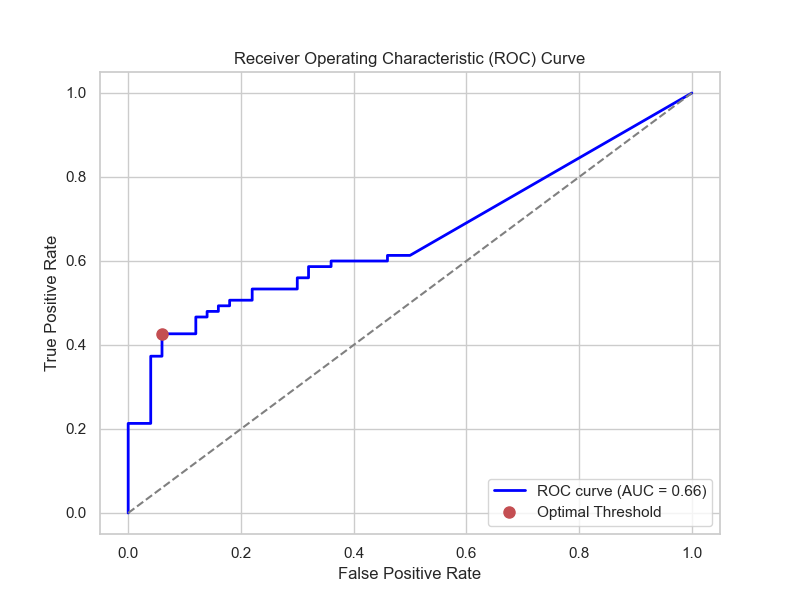 Receiver Operating Characteristic (ROC) Curve
True Positive Rate
1.0
0.8
0.6
0.4
0.2
0.0
0.0 0.2 0.4 0.6 0.8 1.0
False Positive Rate
ROC curve (AUC = 0.66)
Optimal Threshold